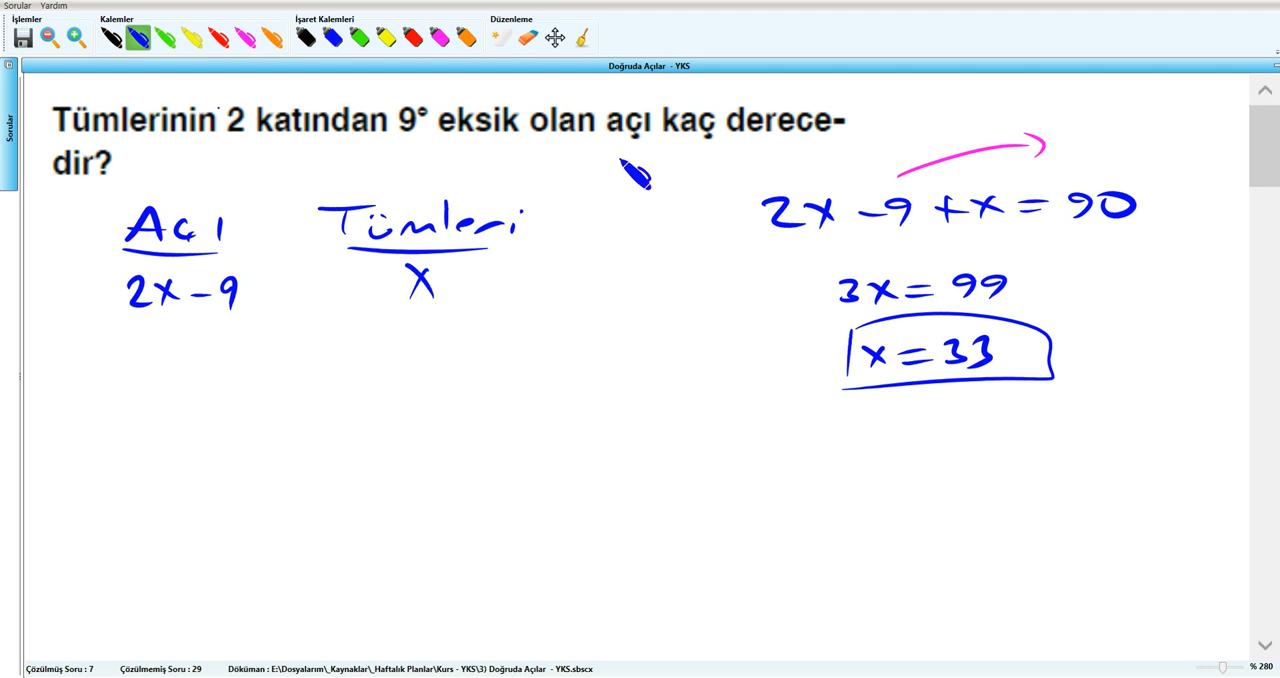 Sorular Yardım
İşlemler Kalemler İşaret Kalemleri Düzenleme
Doğruda Açılar - YKS
Sorular
Tümlerinin 2 katından 9° eksik olan açı kaç derece-
dir?
Açı Tümleri
2x - 9 x
2x - 9 + x = 90
3x = 99
x = 33
Çözülmüş Soru : 7 Çözülmemiş Soru : 29 Döküman : E:\Dosyalarım\_Kaynaklar\_Haftalık Planlar\Kurs - YKS\3) Doğruda Açılar - YKS.sbscx % 280